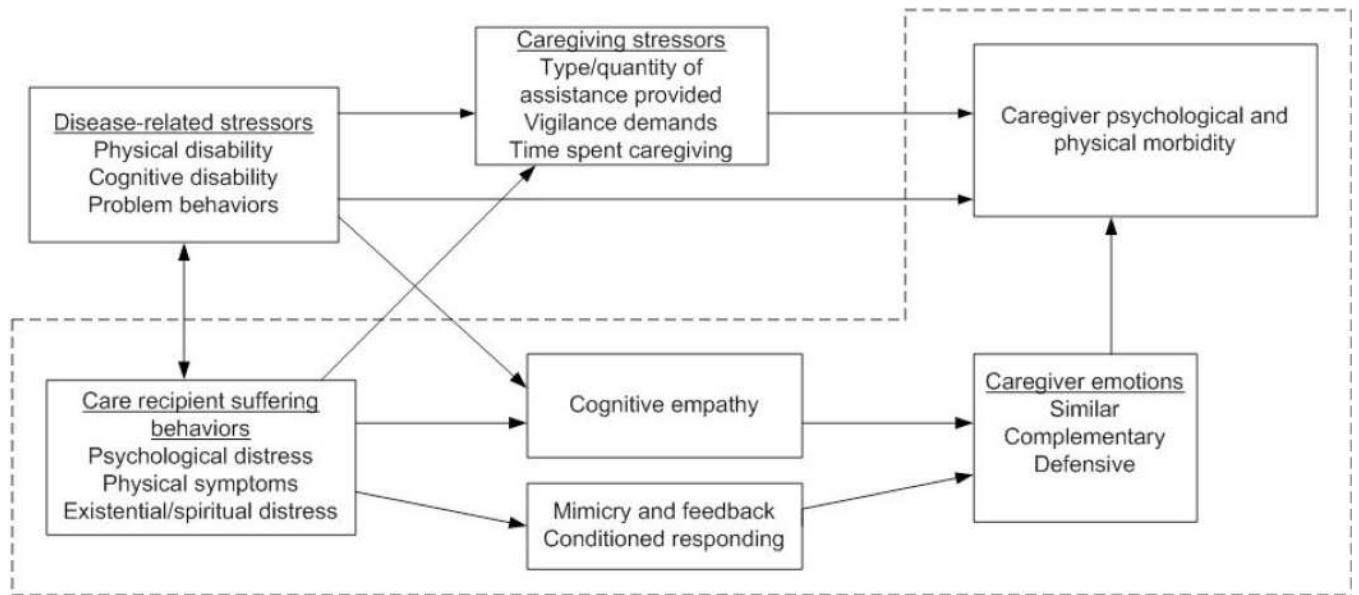 Caregiving stressors
Type/quantity of
assistance provided
Vigilance demands
Time spent caregiving
Caregiver psychological and
physical morbidity
Disease-related stressors
Physical disability
Cognitive disability
Problem behaviors
Care recipient suffering
behaviors
Psychological distress
Physical symptoms
Existential/spiritual distress
Cognitive empathy
Mimicry and feedback
Conditioned responding
Caregiver emotions
Similar
Complementary
Defensive